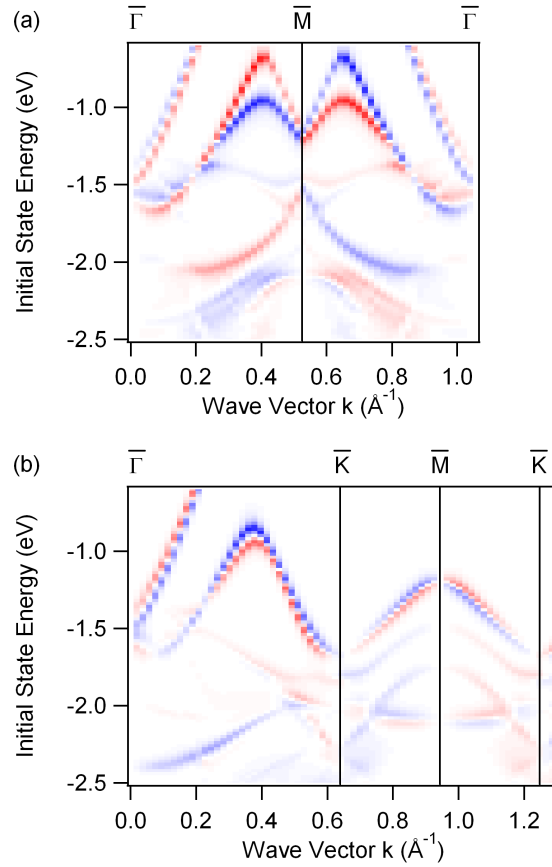 (a) Γ̅ M̅ Γ̅
Initial State Energy (eV)
-1.0
-1.5
-2.0
-2.5
0.0 0.2 0.4 0.6 0.8 1.0
Wave Vector k (Å⁻¹)
(b) Γ̅ K̅ M̅ K̅
Initial State Energy (eV)
-1.0
-1.5
-2.0
-2.5
0.0 0.2 0.4 0.6 0.8 1.0 1.2
Wave Vector k (Å⁻¹)